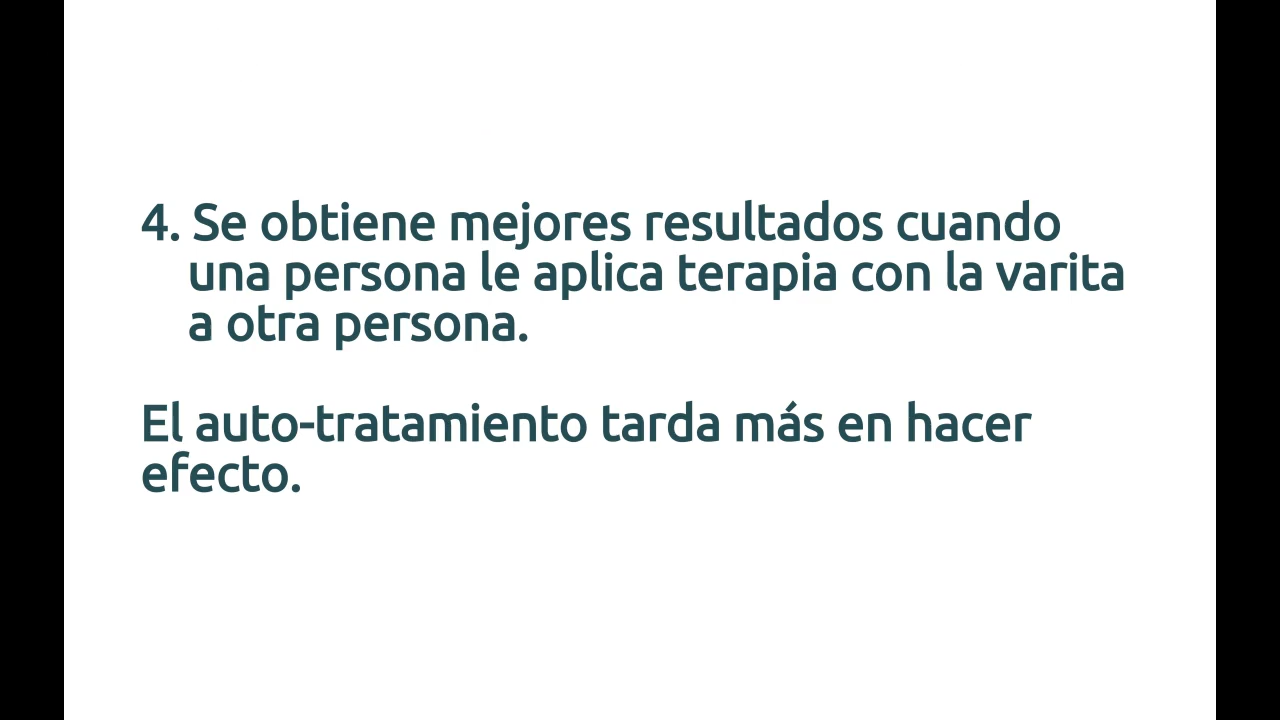 4. Se obtiene mejores resultados cuando
una persona le aplica terapia con la varita
a otra persona.
El auto-tratamiento tarda más en hacer
efecto.